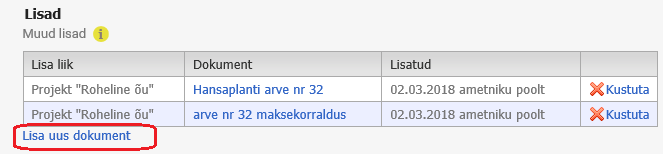 Lisad
Muud lisad i
Lisa liik Dokument Lisatud
Projekt "Roheline õu" Hansaplanti arve nr 32 02.03.2018 ametniku poolt Kustuta
Projekt "Roheline õu" arve nr 32 maksekorraldus 02.03.2018 ametniku poolt Kustuta
Lisa uus dokument